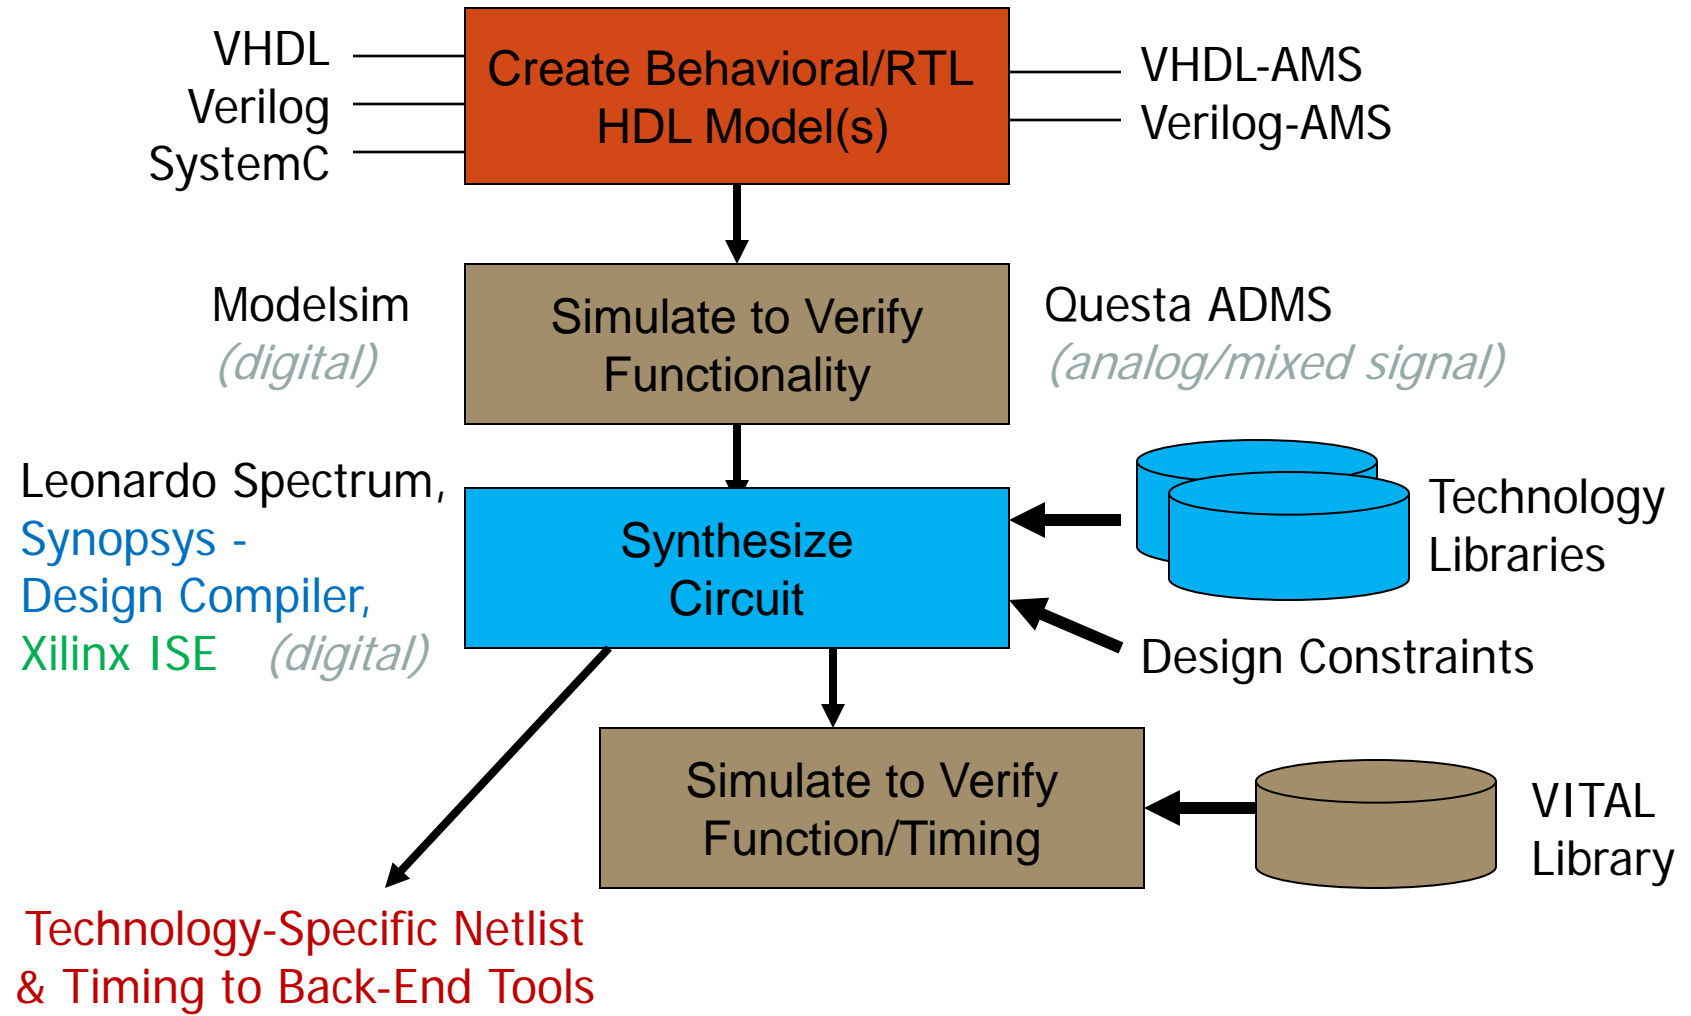 VHDL
Verilog
SystemC
Create Behavioral/RTL
HDL Model(s)
VHDL-AMS
Verilog-AMS
Modelsim
(digital)
Simulate to Verify
Functionality
Questa ADMS
(analog/mixed signal)
Leonardo Spectrum,
Synopsys -
Design Compiler,
Xilinx ISE (digital)
Synthesize
Circuit
Technology
Libraries
Design Constraints
Simulate to Verify
Function/Timing
VITAL
Library
Technology-Specific Netlist
& Timing to Back-End Tools